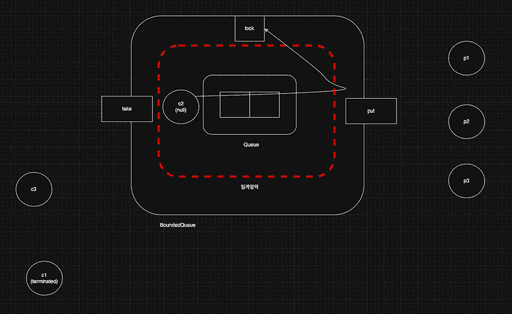 lock
p1
take
c2
(null)
put
p2
Queue
p3
임계영역
c3
BoundedQueue
c1
(terminated)